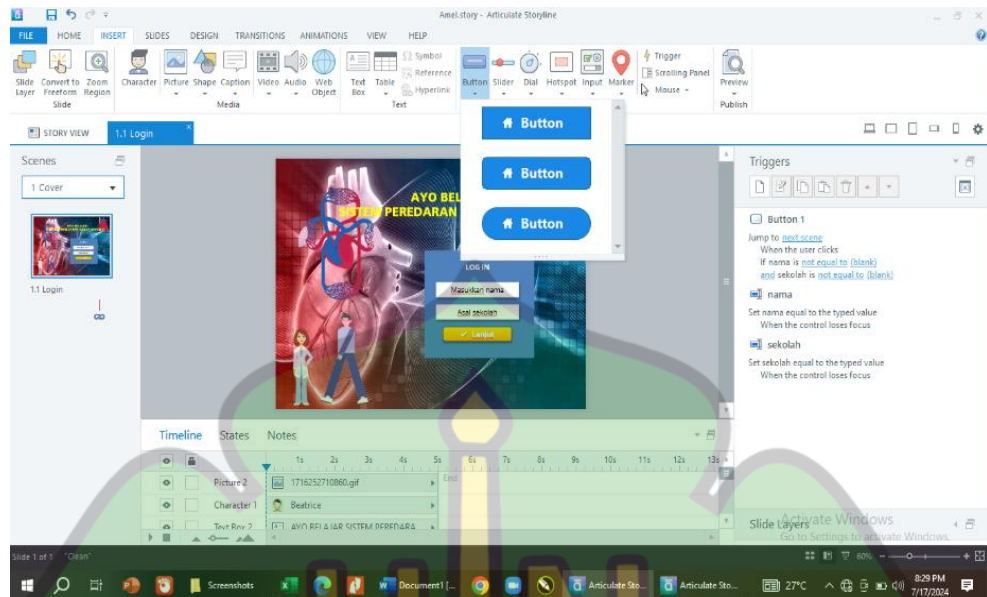 Amel.story - Articulate Storyline
FILE HOME INSERT SLIDES DESIGN TRANSITIONS ANIMATIONS VIEW HELP
Slide Layer
Convert to Freeform
Zoom Region
Slide
Character Picture Shape Caption Video Audio Web Object
Media
Text Box
Table
Symbol
Reference
Hyperlink
Text
Button Slider Dial Hotspot Input Marker
Trigger
Scrolling Panel
Mouse
Preview
Publish
Button
Button
Button
STORY VIEW
1.1 Login
Scenes
1 Cover
1.1 Login
AYO BEL
SISTEM PEREDARAN
LOG IN
Masukkan nama
Asal sekolah
Lanjut
Triggers
Button 1
Jump to next scene
When the user clicks
If nama is not equal to (blank)
and sekolah is not equal to (blank)
nama
Set nama equal to the typed value
When the control loses focus
sekolah
Set sekolah equal to the typed value
When the control loses focus
Timeline States Notes
1s 2s 3s 4s 5s 6s 7s 8s 9s 10s 11s 12s 13s
End
Picture 2 1716252710860.gif
Character 1 Beatrice
Text Box 2 AYO BELAJAR SISTEM PEREDARA
Slide Layers
Activate Windows
Go to Settings to activate Windows.
Slide 1 of 1 "Clean"
60%
Screenshots
Document1 [...
Articulate Sto...
Articulate Sto...
27°C
8:29 PM
7/17/2024